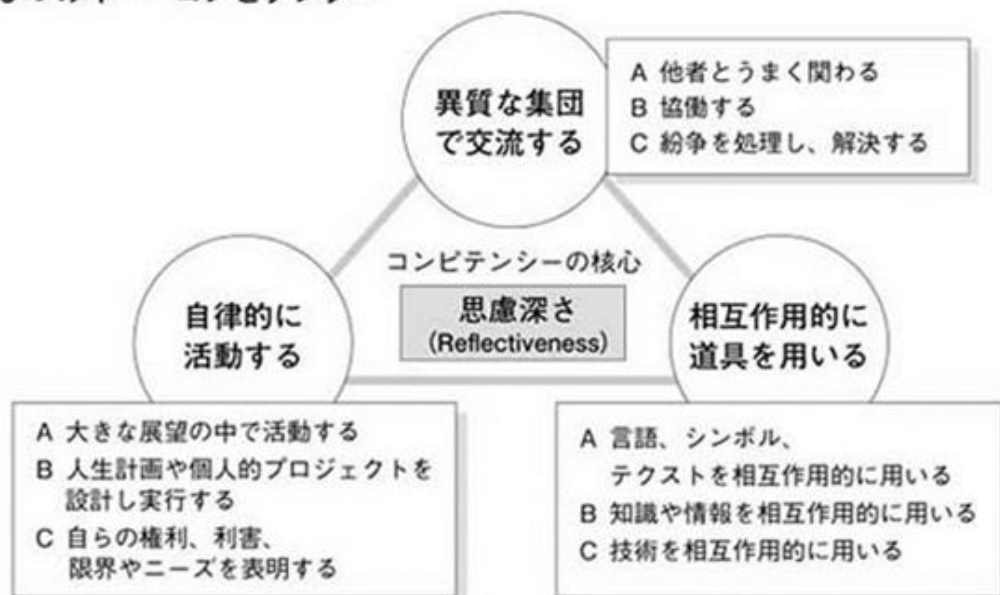 異質な集団
で交流する
A 他者とうまく関わる
B 協働する
C 紛争を処理し、解決する
コンピテンシーの核心
思慮深さ
(Reflectiveness)
自律的に
活動する
A 大きな展望の中で活動する
B 人生計画や個人的プロジェクトを
設計し実行する
C 自らの権利、利害、
限界やニーズを表明する
相互作用的に
道具を用いる
A 言語、シンボル、
テクストを相互作用的に用いる
B 知識や情報を相互作用的に用いる
C 技術を相互作用的に用いる